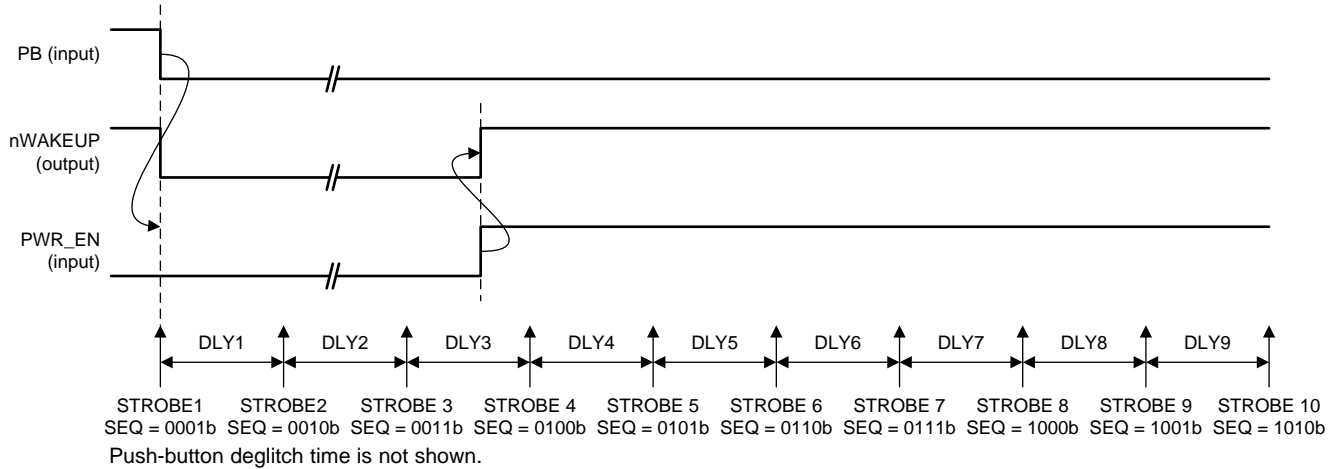 PB (input)
nWAKEUP
(output)
PWR_EN
(input)
DLY1 DLY2 DLY3 DLY4 DLY5 DLY6 DLY7 DLY8 DLY9
STROBE1 STROBE2 STROBE 3 STROBE 4 STROBE 5 STROBE 6 STROBE 7 STROBE 8 STROBE 9 STROBE 10
SEQ = 0001b SEQ = 0010b SEQ = 0011b SEQ = 0100b SEQ = 0101b SEQ = 0110b SEQ = 0111b SEQ = 1000b SEQ = 1001b SEQ = 1010b
Push-button deglitch time is not shown.